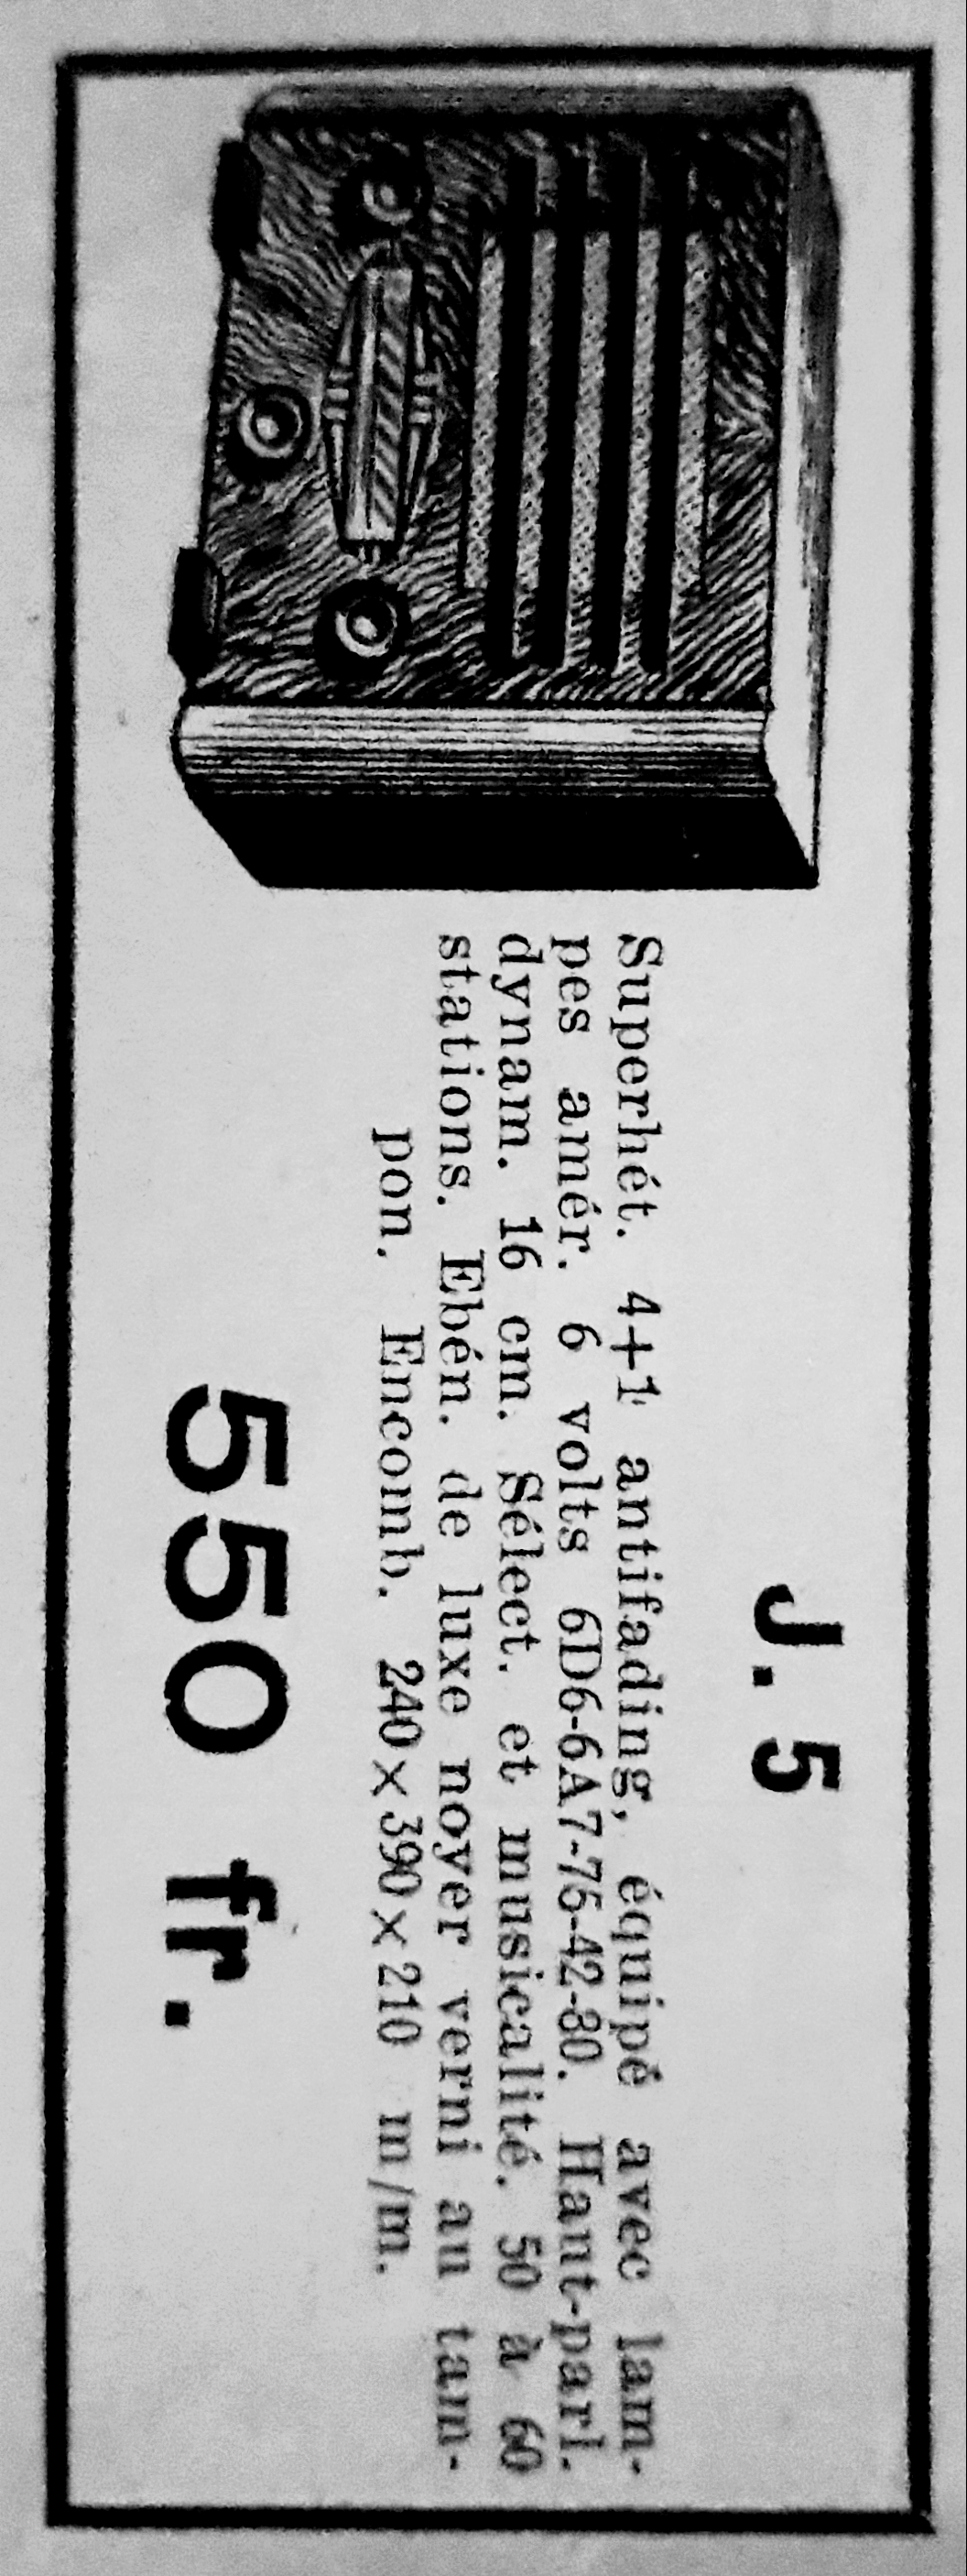 J. 5
Superhét. 4+1 antifading, équipé avec lam-
pes amér. 6 volts 6D6-6A7-75-42-80. Haut-parl.
dynam. 16 cm. Sélect. et musicalité. 50 à 60
stations. Ebén. de luxe noyer verni au tam-
pon. Encomb. 240×390×210 m/m.
550 fr.